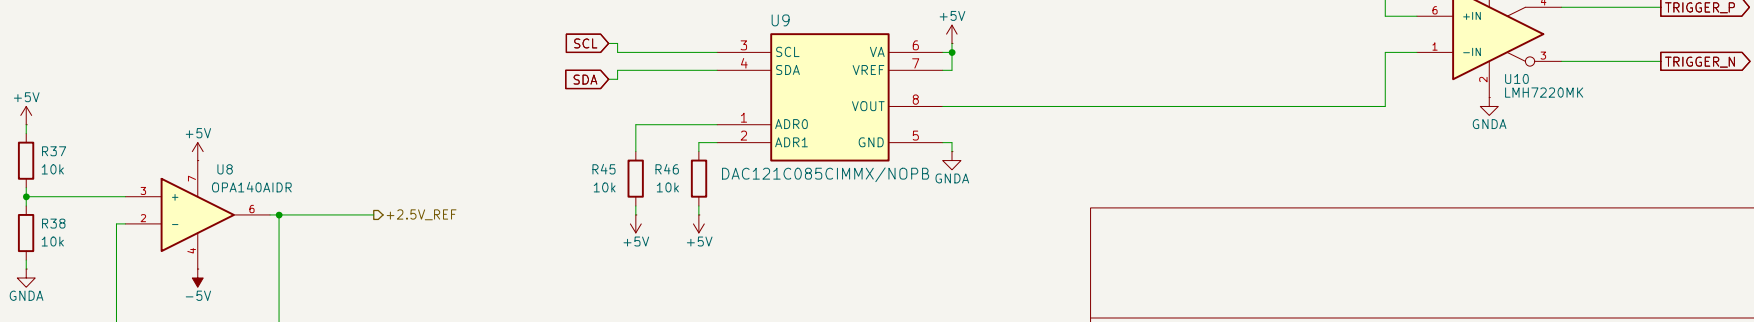 +5V
R37
10k
R38
10k
GNDA
+5V
U8
OPA140AIDR
7
3
+
2
-
6
4
-5V
+2.5V_REF
SCL
SDA
U9
3
SCL
4
SDA
1
ADR0
2
ADR1
VA
6
VREF
7
VOUT
8
GND
5
+5V
DAC121C085CIMMX/NOPB
GNDA
R45
10k
R46
10k
+5V
+5V
6
+IN
1
-IN
4
3
2
U10
LMH7220MK
GNDA
TRIGGER_P
TRIGGER_N